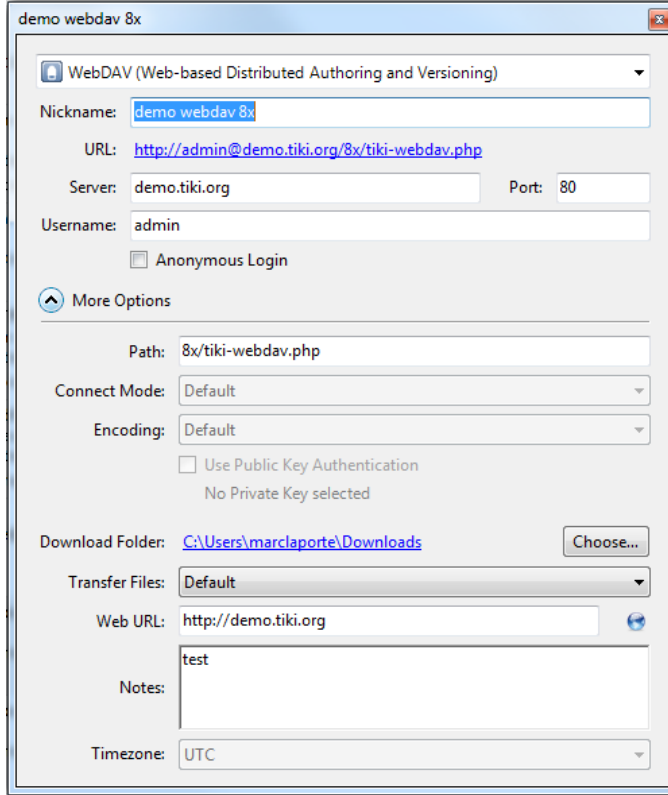 demo webdav 8x
WebDAV (Web-based Distributed Authoring and Versioning)
Nickname: demo webdav 8x
URL: http://admin@demo.tiki.org/8x/tiki-webdav.php
Server: demo.tiki.org Port: 80
Username: admin
Anonymous Login
More Options
Path: 8x/tiki-webdav.php
Connect Mode: Default
Encoding: Default
Use Public Key Authentication
No Private Key selected
Download Folder: C:\Users\marclaporte\Downloads Choose...
Transfer Files: Default
Web URL: http://demo.tiki.org
test
Notes:
Timezone: UTC